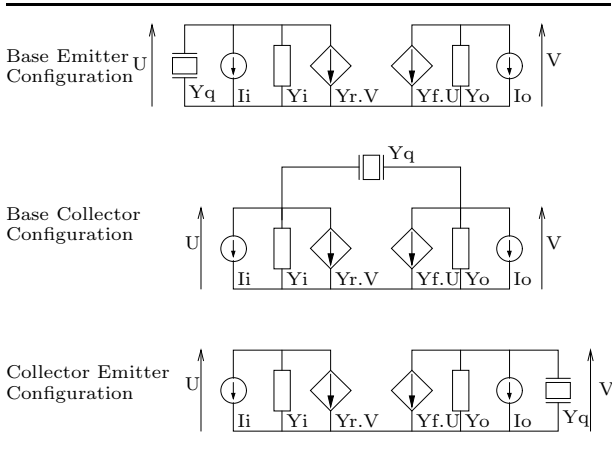 Base Emitter
Configuration
U
Yq
Ii
Yi
Yr.V
Yf.U
Yo
Io
V
Yq
Base Collector
Configuration
U
Ii
Yi
Yr.V
Yf.U
Yo
Io
V
Collector Emitter
Configuration
U
Ii
Yi
Yr.V
Yf.U
Yo
Io
Yq
V